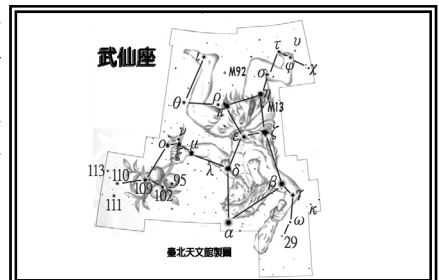 武仙座
ι
τ
υ
φ
χ
σ
M92
θ
ρ
π
η
M13
ε
ζ
ο
ν
ξ
μ
λ
δ
β
γ
113
110
109
95
102
111
κ
ω
α
29
臺北天文館製圖